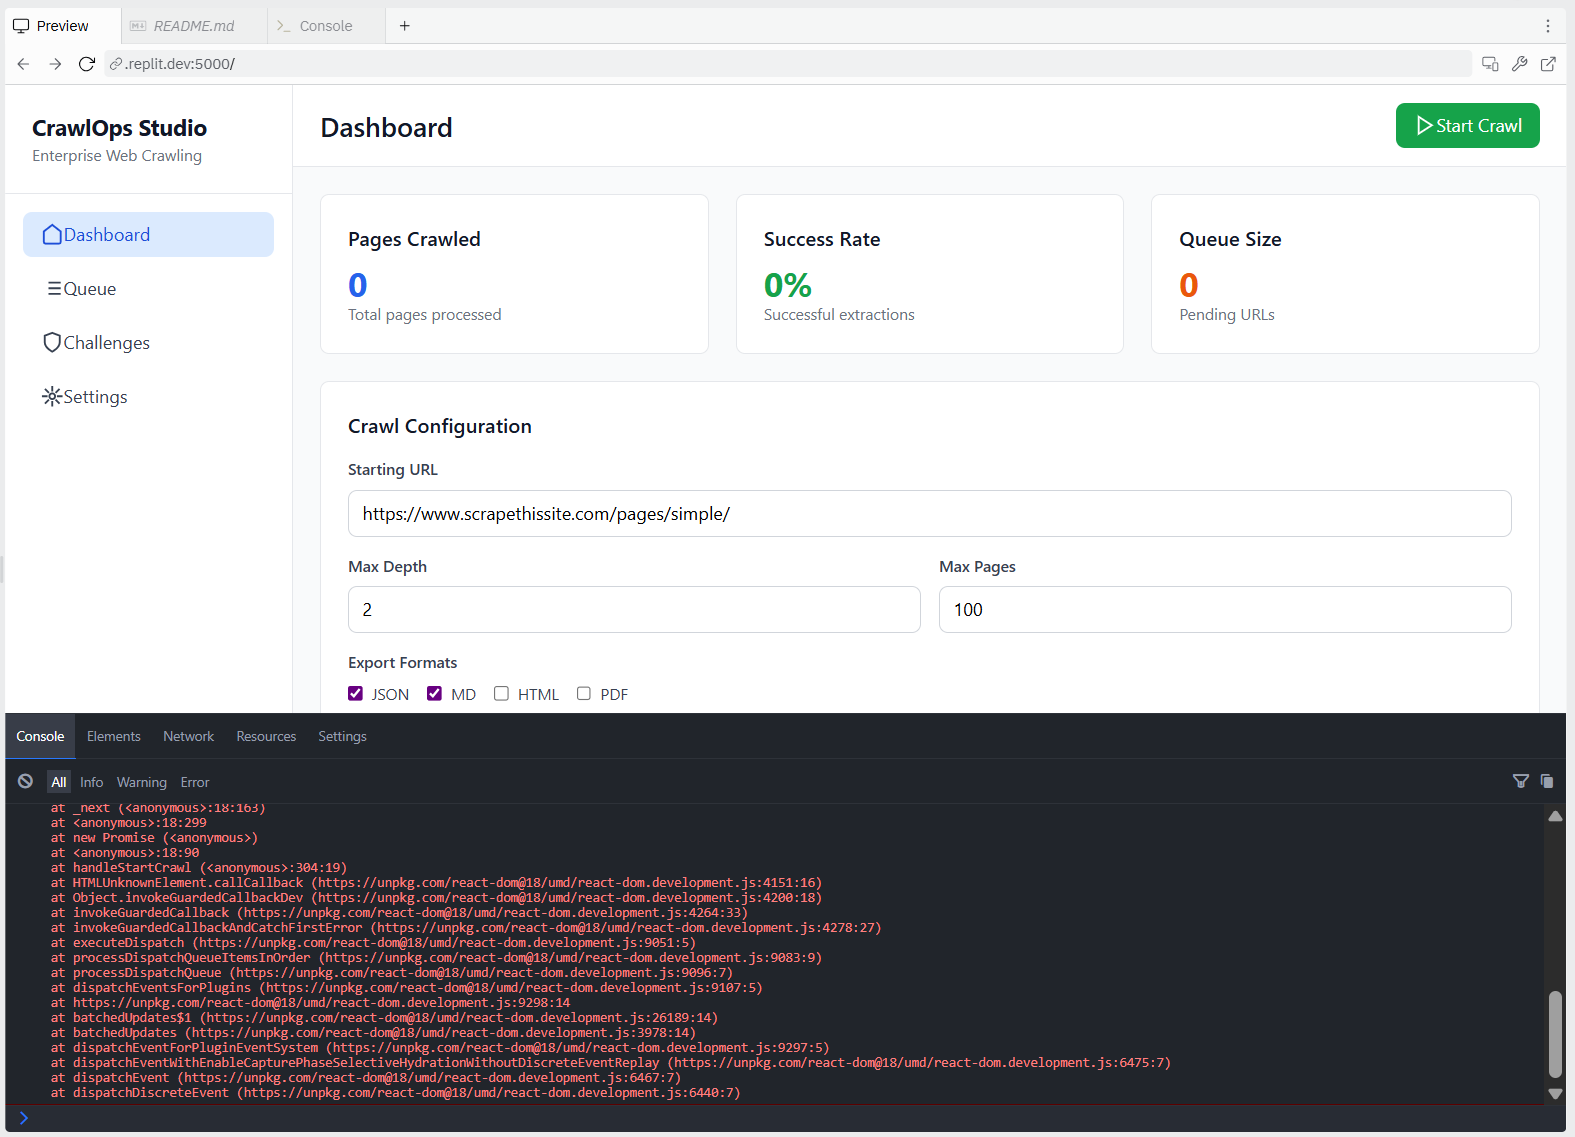 Preview
README.md
Console
.replit.dev:5000/
CrawlOps Studio
Enterprise Web Crawling
Dashboard
Queue
Challenges
Settings
Dashboard
Start Crawl
Pages Crawled
0
Total pages processed
Success Rate
0%
Successful extractions
Queue Size
0
Pending URLs
Crawl Configuration
Starting URL
https://www.scrapethissite.com/pages/simple/
Max Depth
2
Max Pages
100
Export Formats
JSON MD HTML PDF
Console Elements Network Resources Settings
All Info Warning Error
at _next (<anonymous>:18:163)
at <anonymous>:18:299
at new Promise (<anonymous>)
at <anonymous>:18:90
at handleStartCrawl (<anonymous>:304:19)
at HTMLUnknownElement.callCallback (https://unpkg.com/react-dom@18/umd/react-dom.development.js:4151:16)
at Object.invokeGuardedCallbackDev (https://unpkg.com/react-dom@18/umd/react-dom.development.js:4200:18)
at invokeGuardedCallback (https://unpkg.com/react-dom@18/umd/react-dom.development.js:4264:33)
at invokeGuardedCallbackAndCatchFirstError (https://unpkg.com/react-dom@18/umd/react-dom.development.js:4278:27)
at executeDispatch (https://unpkg.com/react-dom@18/umd/react-dom.development.js:9051:5)
at processDispatchQueueItemsInOrder (https://unpkg.com/react-dom@18/umd/react-dom.development.js:9083:9)
at processDispatchQueue (https://unpkg.com/react-dom@18/umd/react-dom.development.js:9096:7)
at dispatchEventsForPlugins (https://unpkg.com/react-dom@18/umd/react-dom.development.js:9107:5)
at https://unpkg.com/react-dom@18/umd/react-dom.development.js:9298:14
at batchedUpdates$1 (https://unpkg.com/react-dom@18/umd/react-dom.development.js:26189:14)
at batchedUpdates (https://unpkg.com/react-dom@18/umd/react-dom.development.js:3978:14)
at dispatchEventForPluginEventSystem (https://unpkg.com/react-dom@18/umd/react-dom.development.js:9297:5)
at dispatchEventWithEnableCapturePhaseSelectiveHydrationWithoutDiscreteEventReplay (https://unpkg.com/react-dom@18/umd/react-dom.development.js:6475:7)
at dispatchEvent (https://unpkg.com/react-dom@18/umd/react-dom.development.js:6467:7)
at dispatchDiscreteEvent (https://unpkg.com/react-dom@18/umd/react-dom.development.js:6440:7)